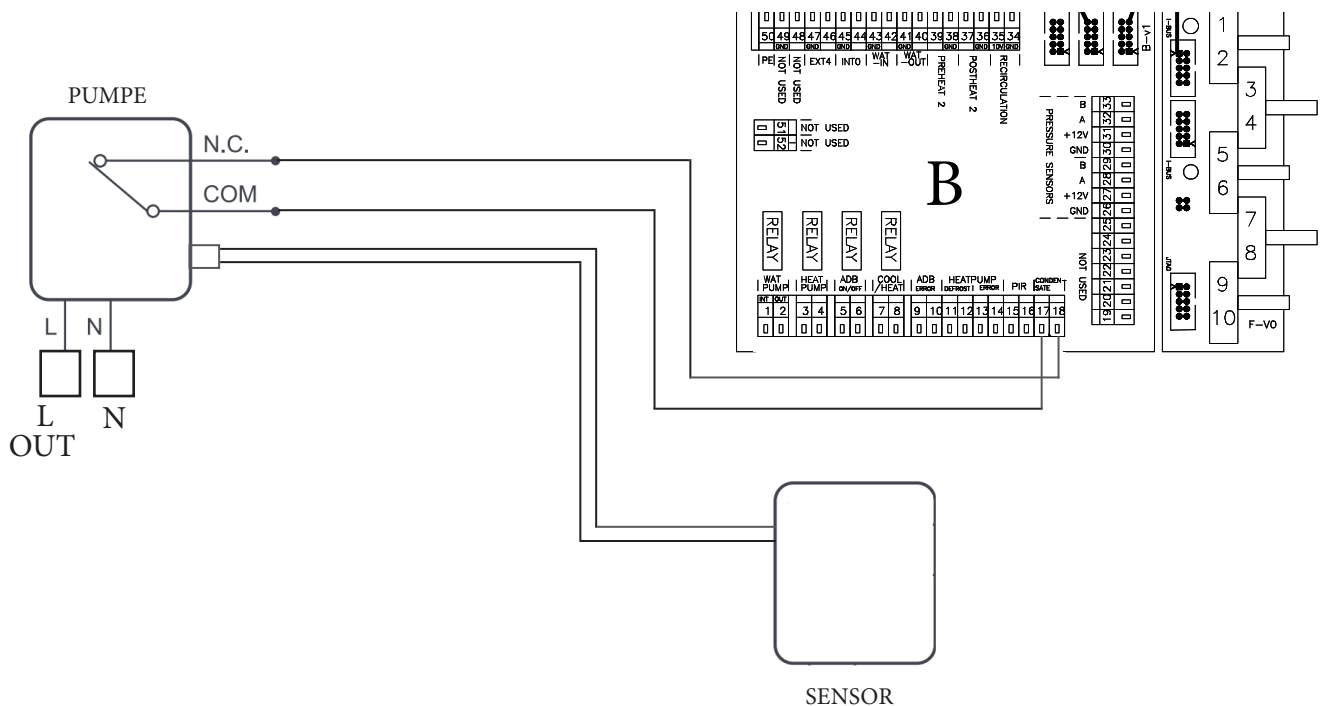 PUMPE
N.C.
COM
L N
L N
OUT
SENSOR
B
50 49 48 47 46 45 44 43 42 41 40 39 38 37 36 35 34
GND GND GND GND GND GND 10V GND
PE
NOT USED
NOT USED
EXT4
INTO
WAT
-IN
WAT
-OUT
PREHEAT 2
POSTHEAT 2
RECIRCULATION
51 NOT USED
52 NOT USED
RELAY RELAY RELAY RELAY
WAT
PUMP
HEAT
PUMP
ADB
ON/OFF
COOL
/HEAT
ADB
ERROR
HEATPUMP
DEFROST ERROR
PIR
CONDEN-
SATE
INT OUT
1 2 3 4 5 6 7 8 9 10 11 12 13 14 15 16 17 18
PRESSURE SENSORS
B 33
A 32
+12V 31
GND 30
B 29
A 28
+12V 27
GND 26
25
24
23
22
21
20
19
NOT USED
B-v1
I-BUS
I-BUS
JTAG
1
2
3
4
5
6
7
8
9
10
F-V0